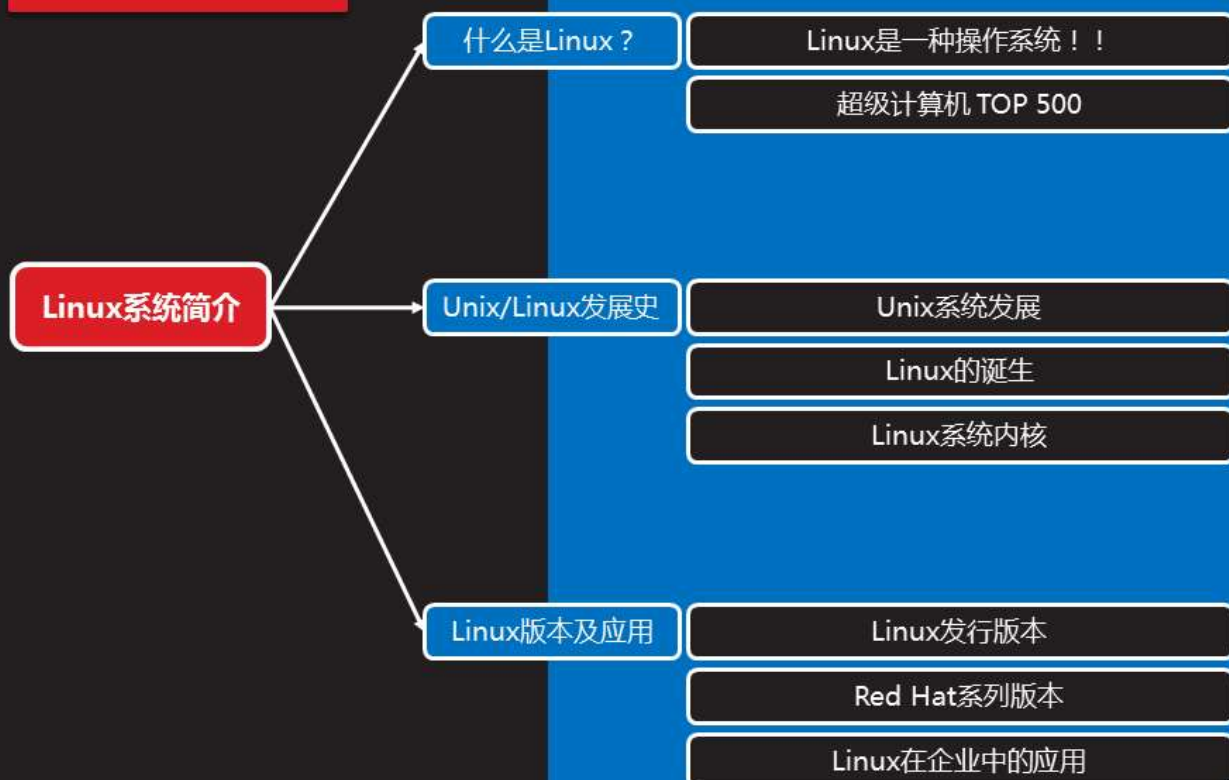 什么是Linux？
Linux是一种操作系统！！
超级计算机 TOP 500
Linux系统简介
Unix/Linux发展史
Unix系统发展
Linux的诞生
Linux系统内核
Linux版本及应用
Linux发行版本
Red Hat系列版本
Linux在企业中的应用